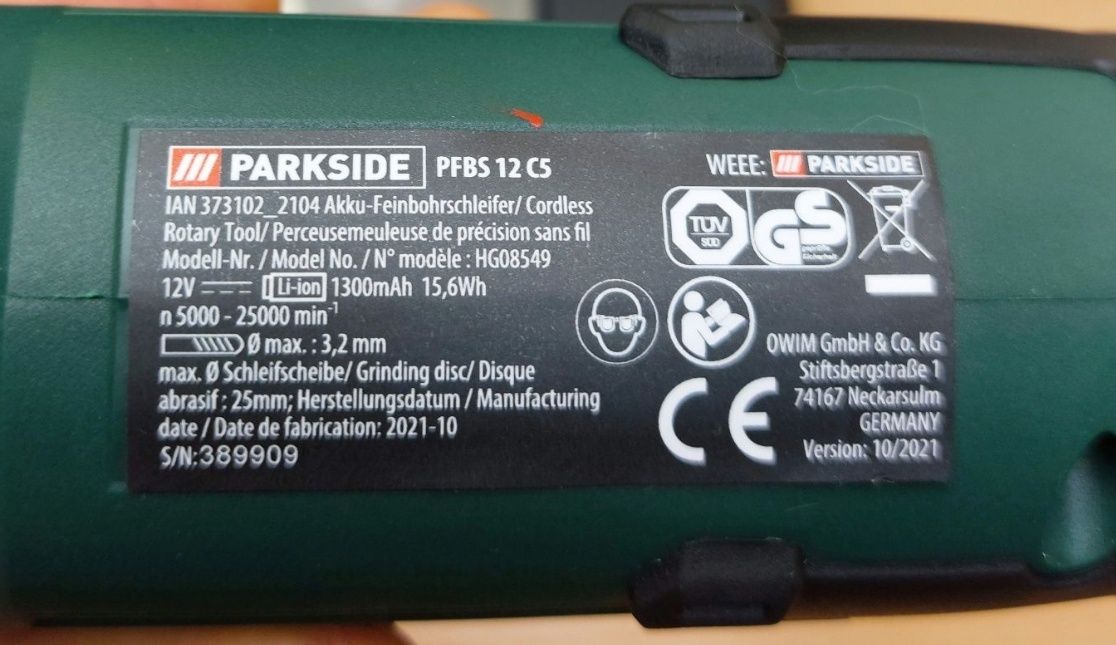 PARKSIDE PFBS 12 C5
IAN 373102_2104 Akku-Feinbohrschleifer/ Cordless
Rotary Tool/ Perceusemeuleuse de précision sans fil
Modell-Nr. / Model No. / N° modèle : HG08549
12V Li-ion 1300mAh 15,6Wh
n 5000 - 25000 min⁻¹
Ø max. : 3,2 mm
max. Ø Schleifscheibe/ Grinding disc/ Disque
abrasif : 25mm; Herstellungsdatum / Manufacturing
date / Date de fabrication: 2021-10
S/N:389909
WEEE: PARKSIDE
TÜV
SÜD
GS
geprüfte
Sicherheit
CE
OWIM GmbH & Co. KG
Stiftsbergstraße 1
74167 Neckarsulm
GERMANY
Version: 10/2021